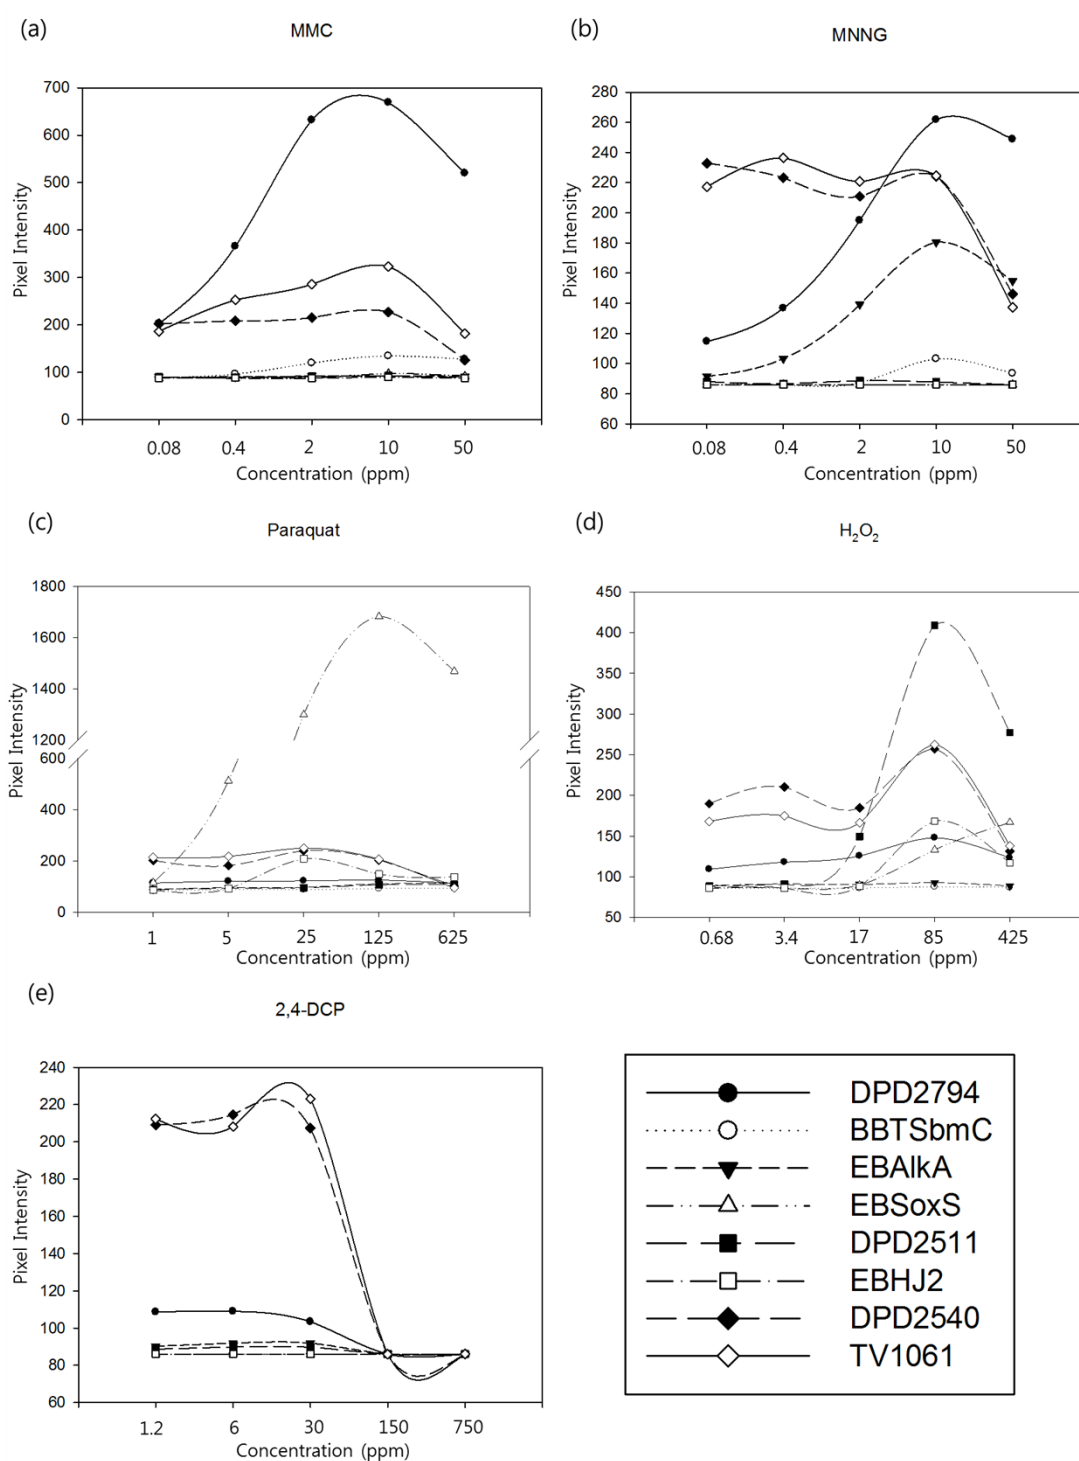 (a)
MMC
700
600
500
400
300
200
100
0
Pixel Intensity
0.08 0.4 2 10 50
Concentration (ppm)
(b)
MNNG
280
260
240
220
200
180
160
140
120
100
80
60
Pixel Intensity
0.08 0.4 2 10 50
Concentration (ppm)
(c)
Paraquat
1800
1600
1400
1200
600
400
200
0
Pixel Intensity
1 5 25 125 625
Concentration (ppm)
(d)
H₂O₂
450
400
350
300
250
200
150
100
50
Pixel Intensity
0.68 3.4 17 85 425
Concentration (ppm)
(e)
2,4-DCP
240
220
200
180
160
140
120
100
80
60
Pixel Intensity
1.2 6 30 150 750
Concentration (ppm)
DPD2794
BBTSbmC
EBAlkA
EBSoxS
DPD2511
EBHJ2
DPD2540
TV1061